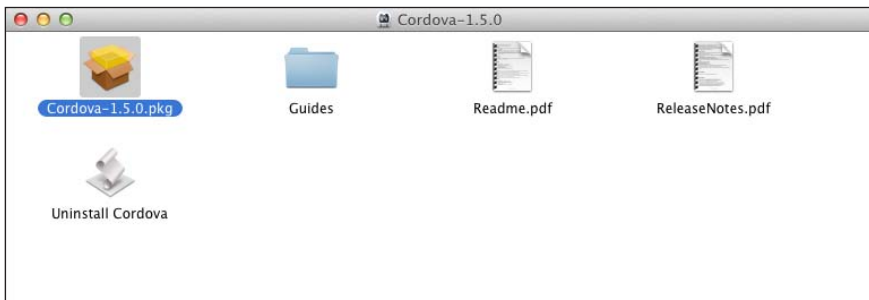 Cordova-1.5.0
Cordova-1.5.0.pkg
Guides
Readme.pdf
ReleaseNotes.pdf
Uninstall Cordova